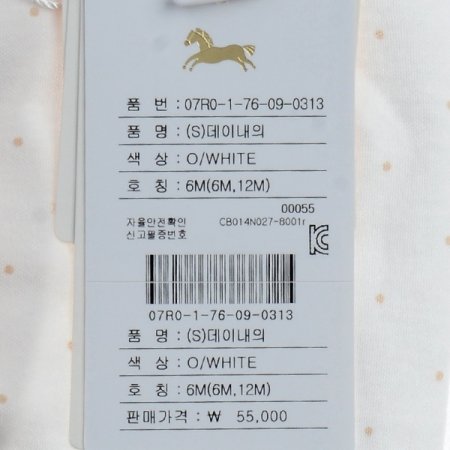 품 번 : 07R0-1-76-09-0313
품 명 : (S)데이내의
색 상 : O/WHITE
호 칭 : 6M(6M,12M)
00055
자율안전확인 CB014N027-8001r
신고필증번호
07R0-1-76-09-0313
품 명 : (S)데이내의
색 상 : O/WHITE
호 칭 : 6M(6M,12M)
판매가격 : ₩ 55,000